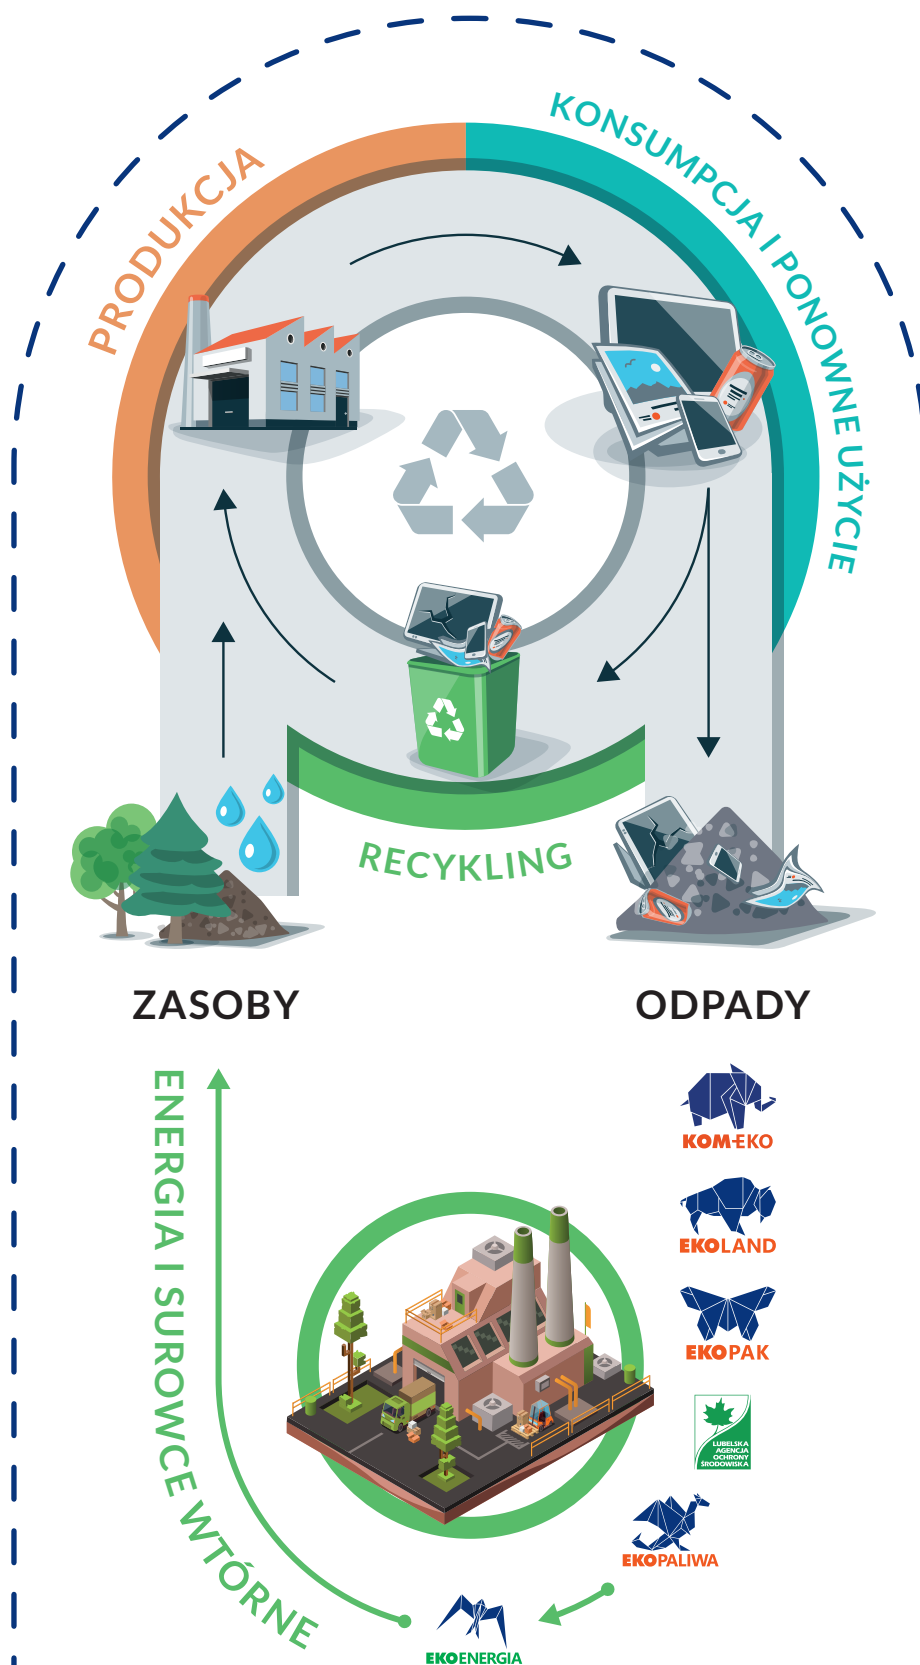 PRODUKCJA
KONSUMPCJA I PONOWNE UŻYCIE
RECYKLING
ZASOBY
ODPADY
ENERGIA I SUROWCE WTÓRNE
KOM-EKO
EKOLAND
EKOPAK
LUBELSKA
AGENCJA
OCHRONY
ŚRODOWISKA
EKOPALIWA
EKOENERGIA